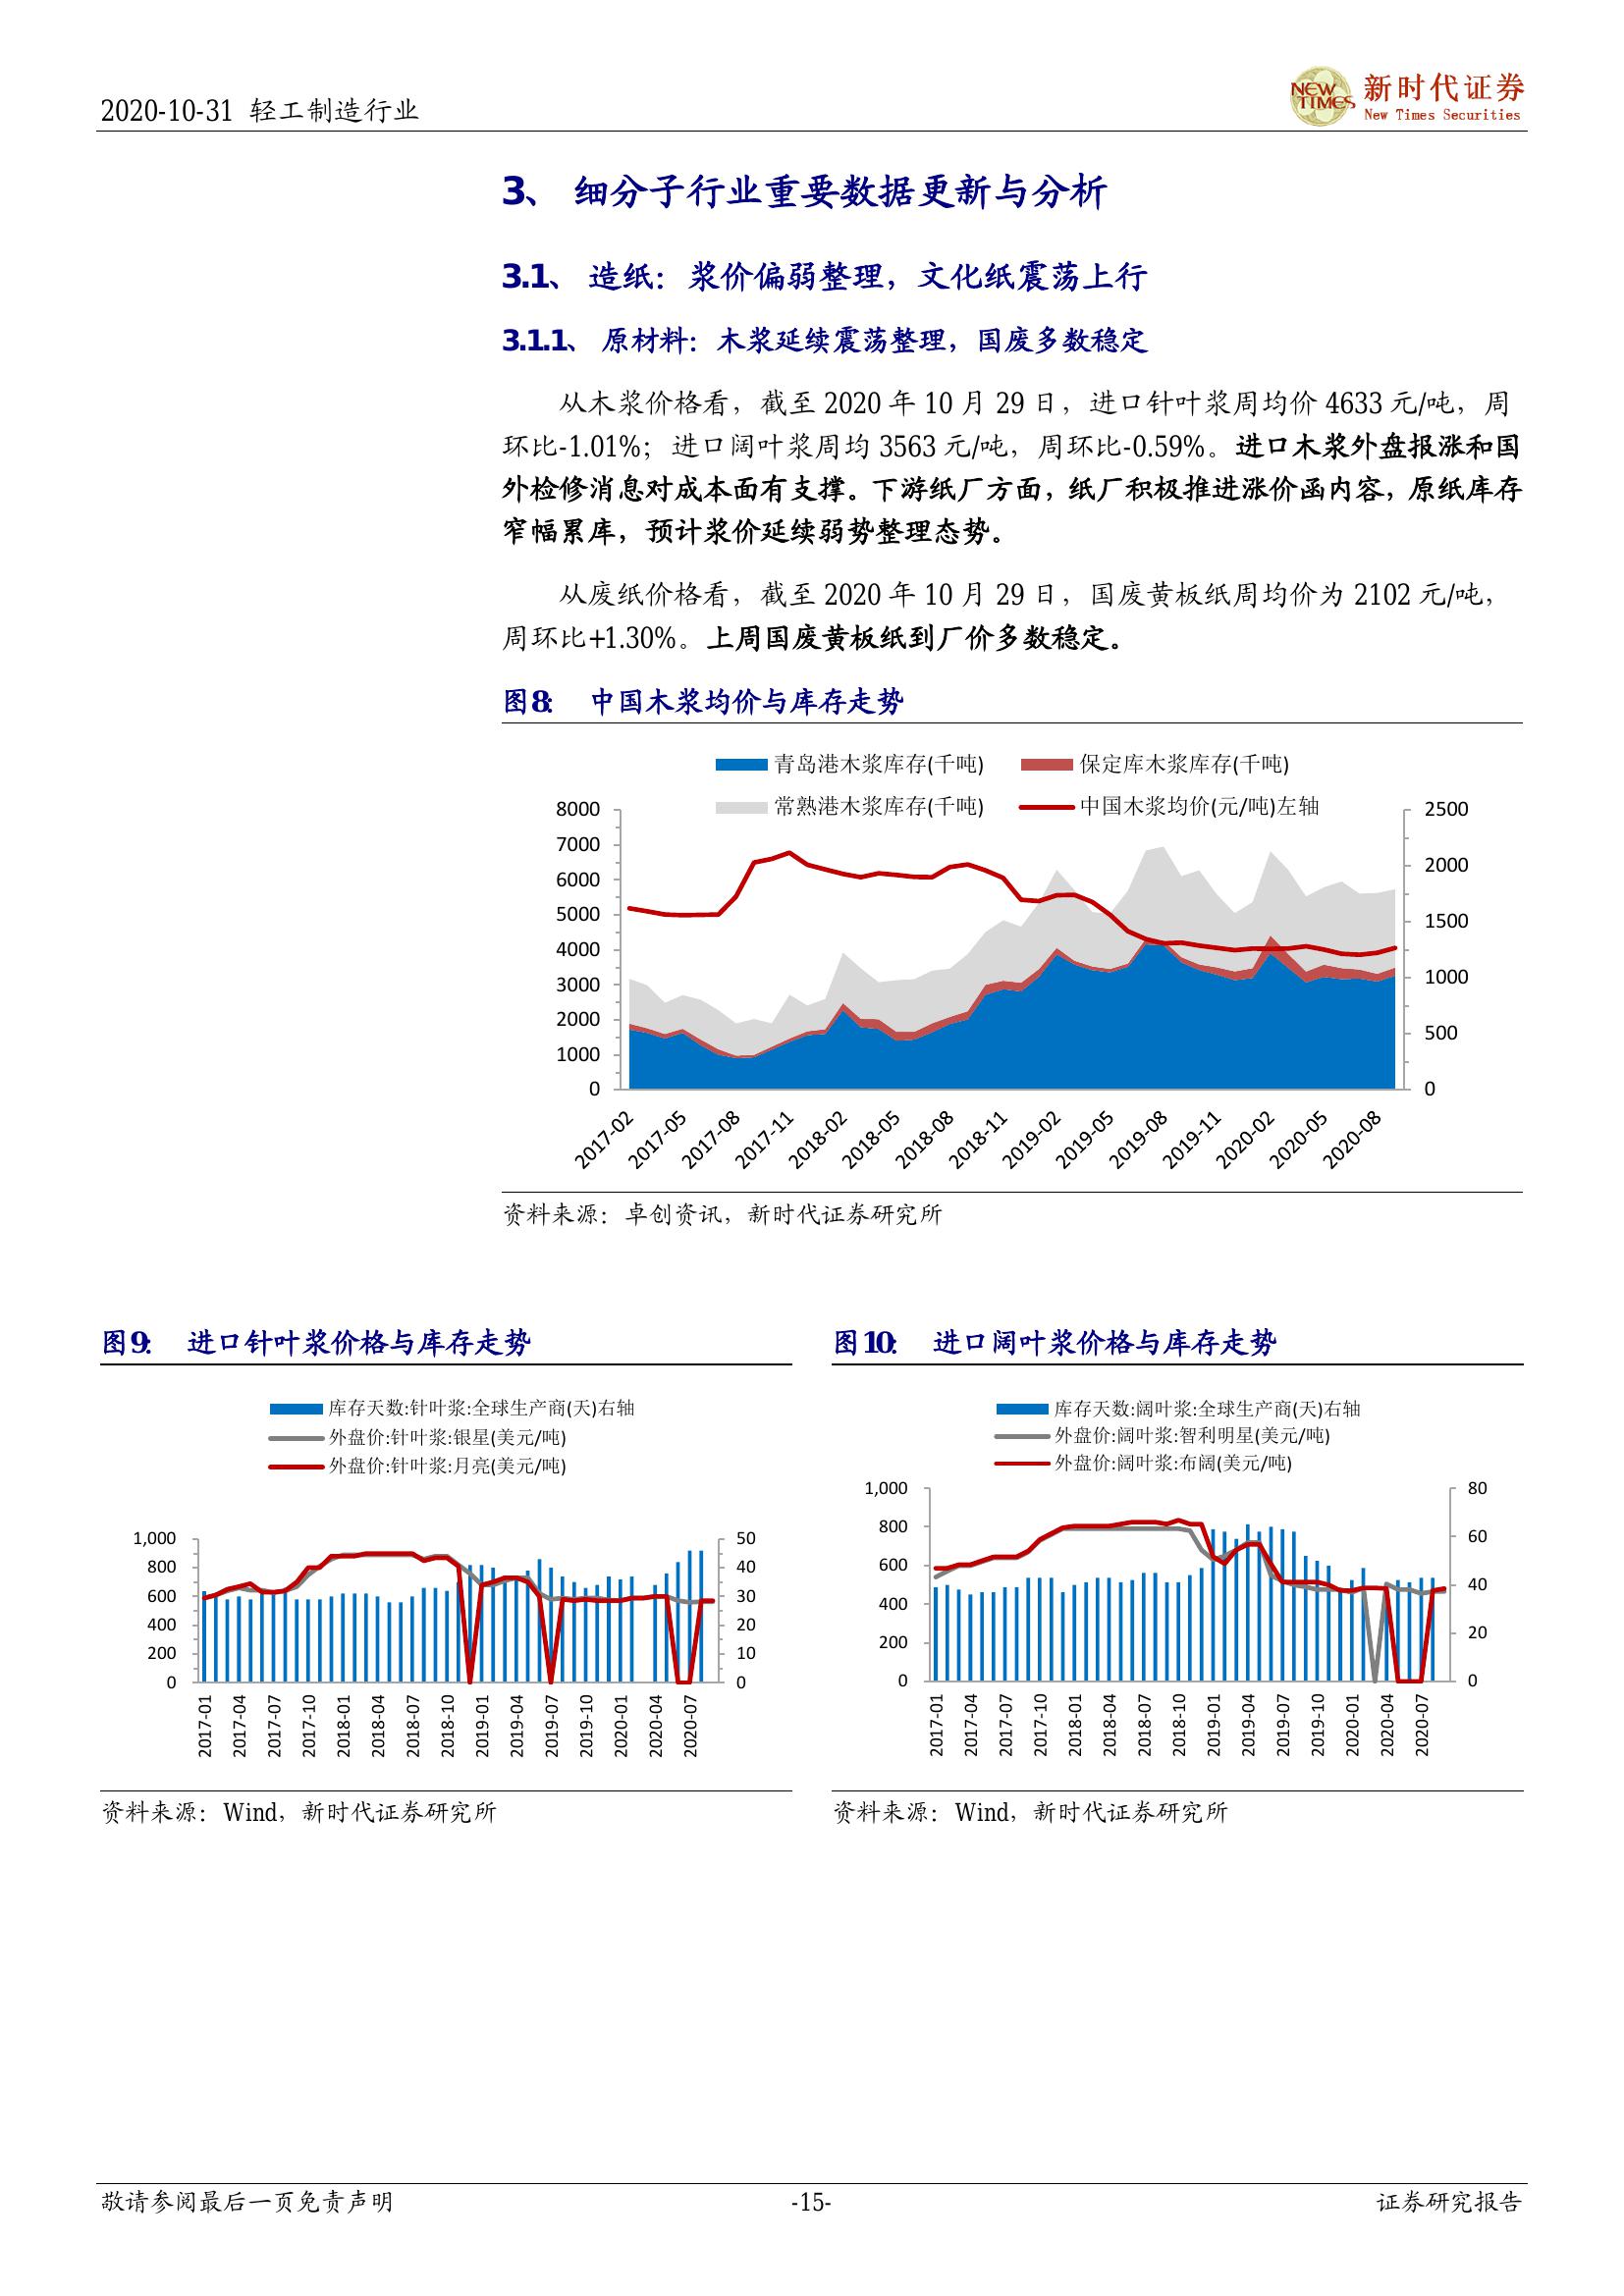 2020-10-31 轻工制造行业
NEW TIMES
新时代证券
New Times Securities
3、 细分子行业重要数据更新与分析
3.1、 造纸：浆价偏弱整理，文化纸震荡上行
3.1.1、 原材料：木浆延续震荡整理，国废多数稳定
从木浆价格看，截至 2020 年 10 月 29 日，进口针叶浆周均价 4633 元/吨，周
环比-1.01%；进口阔叶浆周均 3563 元/吨，周环比-0.59%。进口木浆外盘报涨和国
外检修消息对成本面有支撑。下游纸厂方面，纸厂积极推进涨价函内容，原纸库存
窄幅累库，预计浆价延续弱势整理态势。
从废纸价格看，截至 2020 年 10 月 29 日，国废黄板纸周均价为 2102 元/吨，
周环比+1.30%。上周国废黄板纸到厂价多数稳定。
图8： 中国木浆均价与库存走势
青岛港木浆库存(千吨) 保定库木浆库存(千吨)
常熟港木浆库存(千吨) 中国木浆均价(元/吨)左轴
8000 2500
7000
6000 2000
5000 1500
4000
3000 1000
2000 500
1000
0 0
2017-02 2017-05 2017-08 2017-11 2018-02 2018-05 2018-08 2018-11 2019-02 2019-05 2019-08 2019-11 2020-02 2020-05 2020-08
资料来源：卓创资讯，新时代证券研究所
图9： 进口针叶浆价格与库存走势
库存天数:针叶浆:全球生产商(天)右轴
外盘价:针叶浆:银星(美元/吨)
外盘价:针叶浆:月亮(美元/吨)
1,000 50
800 40
600 30
400 20
200 10
0 0
2017-01 2017-04 2017-07 2017-10 2018-01 2018-04 2018-07 2018-10 2019-01 2019-04 2019-07 2019-10 2020-01 2020-04 2020-07
资料来源：Wind，新时代证券研究所
图10： 进口阔叶浆价格与库存走势
库存天数:阔叶浆:全球生产商(天)右轴
外盘价:阔叶浆:智利明星(美元/吨)
外盘价:阔叶浆:布阔(美元/吨)
1,000 80
800
600 60
400 40
200 20
0 0
2017-01 2017-04 2017-07 2017-10 2018-01 2018-04 2018-07 2018-10 2019-01 2019-04 2019-07 2019-10 2020-01 2020-04 2020-07
资料来源：Wind，新时代证券研究所
敬请参阅最后一页免责声明 -15- 证券研究报告